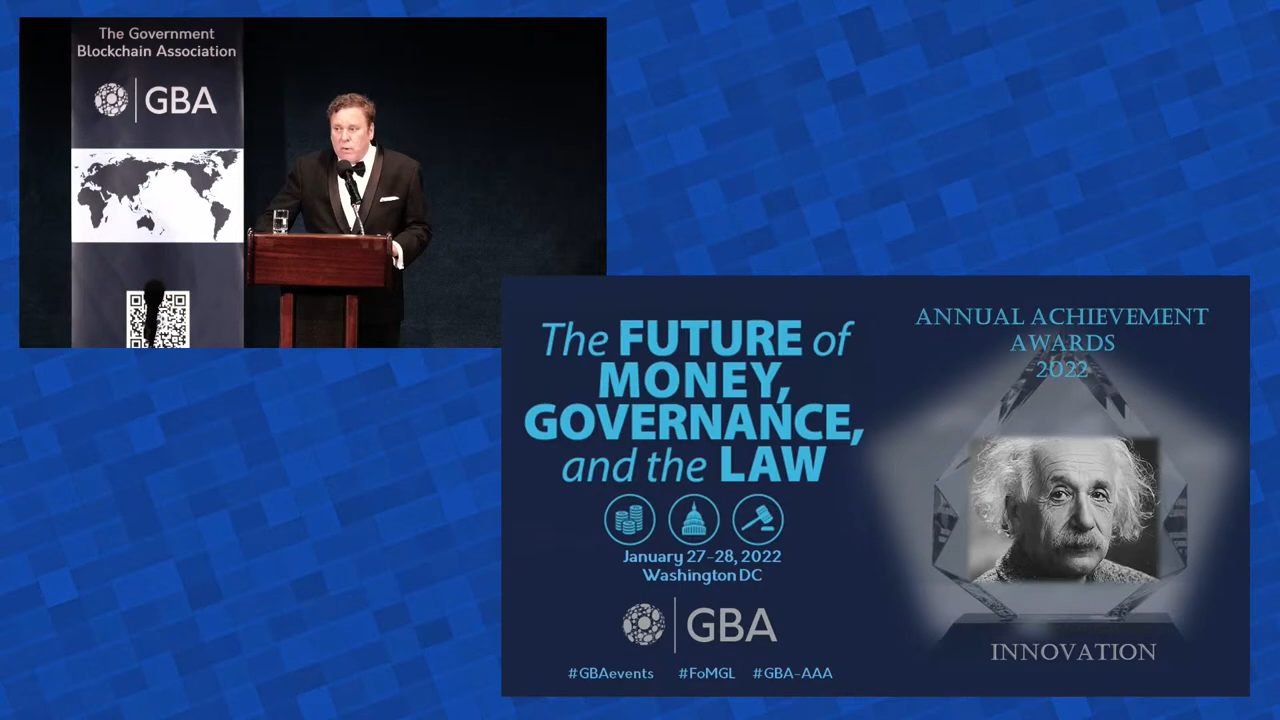 The Government
Blockchain Association
GBA
The FUTURE of
MONEY,
GOVERNANCE,
and the LAW
January 27-28, 2022
Washington DC
GBA
#GBAevents #FoMGL #GBA-AAA
ANNUAL ACHIEVEMENT
AWARDS
2022
INNOVATION